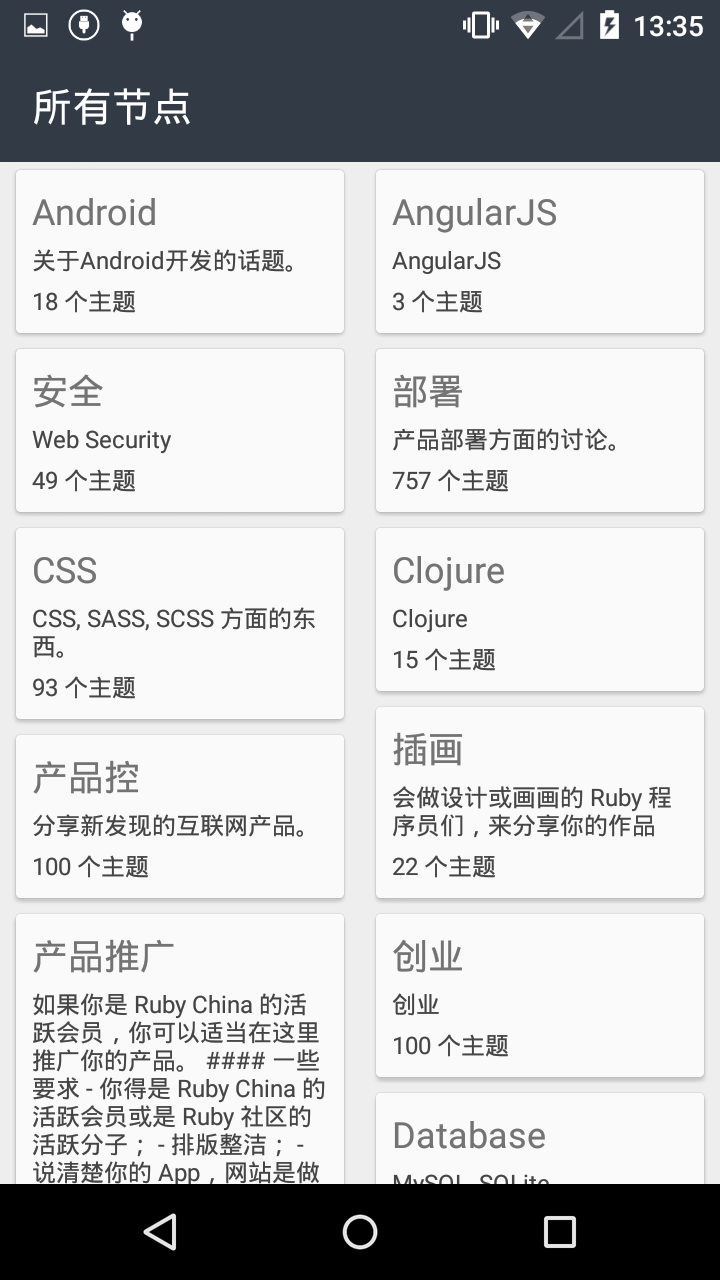 13:35
所有节点
Android
关于Android开发的话题。
18 个主题
AngularJS
AngularJS
3 个主题
安全
Web Security
49 个主题
部署
产品部署方面的讨论。
757 个主题
CSS
CSS, SASS, SCSS 方面的东
西。
93 个主题
Clojure
Clojure
15 个主题
产品控
分享新发现的互联网产品。
100 个主题
插画
会做设计或画画的 Ruby 程
序员们，来分享你的作品
22 个主题
产品推广
如果你是 Ruby China 的活
跃会员，你可以适当在这里
推广你的产品。 #### 一些
要求 - 你得是 Ruby China 的
活跃会员或是 Ruby 社区的
活跃分子； - 排版整洁； -
说清楚你的 App，网站是做
创业
创业
100 个主题
Database
MySQL, SQLite